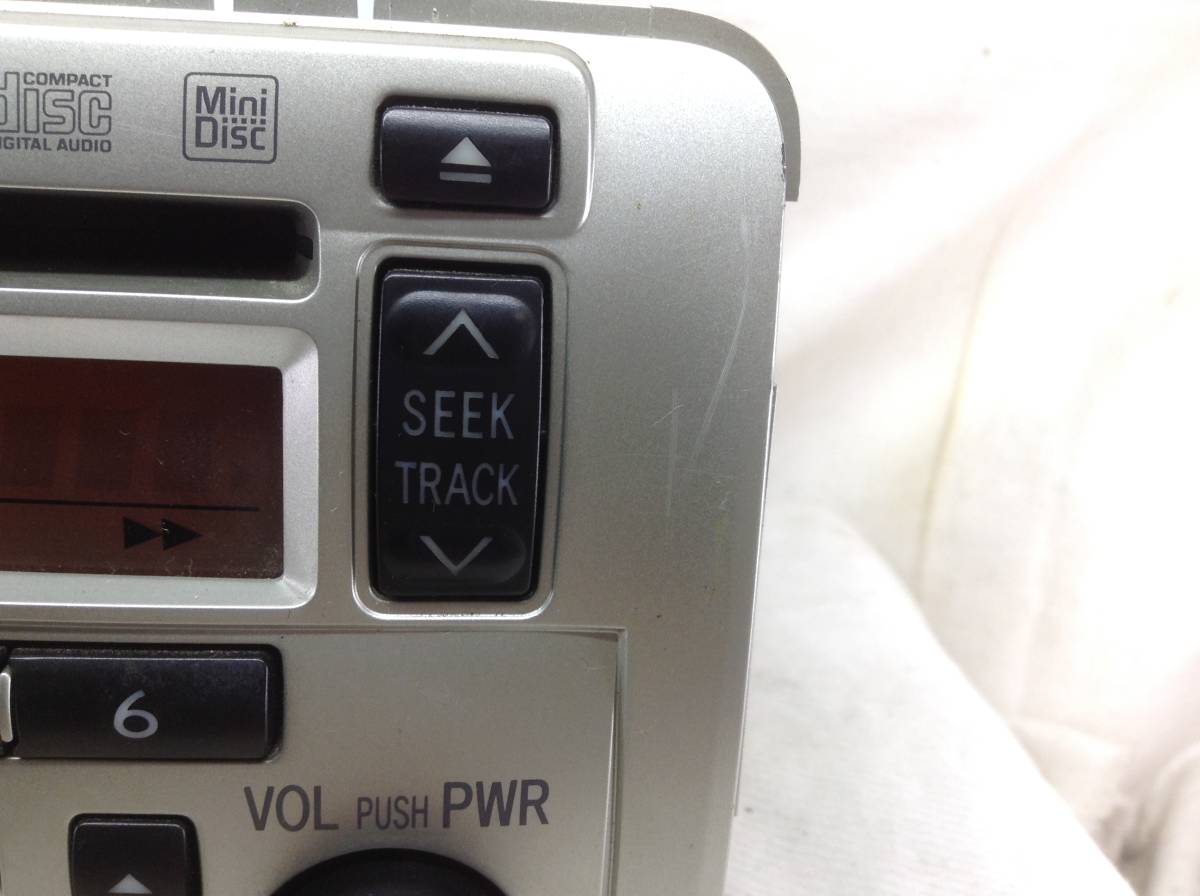 COMPACT
disc
DIGITAL AUDIO
Mini
Disc
SEEK
TRACK
6
VOL PUSH PWR